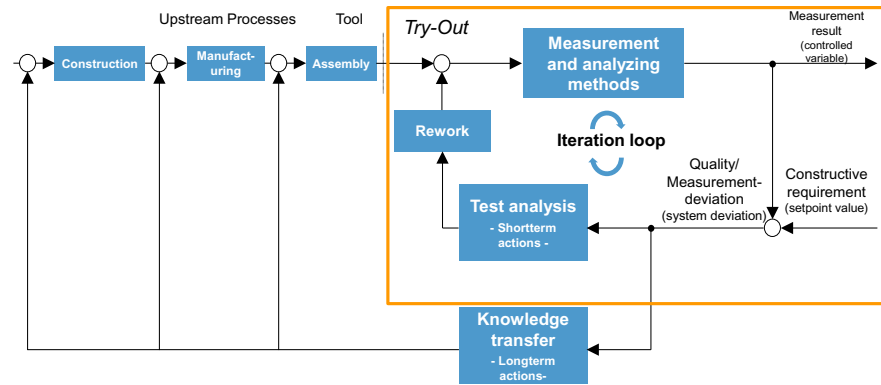 Upstream Processes
Tool
Try-Out
Construction
Manufact-
uring
Assembly
Measurement
and analyzing
methods
Measurement
result
(controlled
variable)
Rework
Iteration loop
Quality/
Measurement-
deviation
(system deviation)
Constructive
requirement
(setpoint value)
Test analysis
- Shortterm
actions -
Knowledge
transfer
- Longterm
actions-